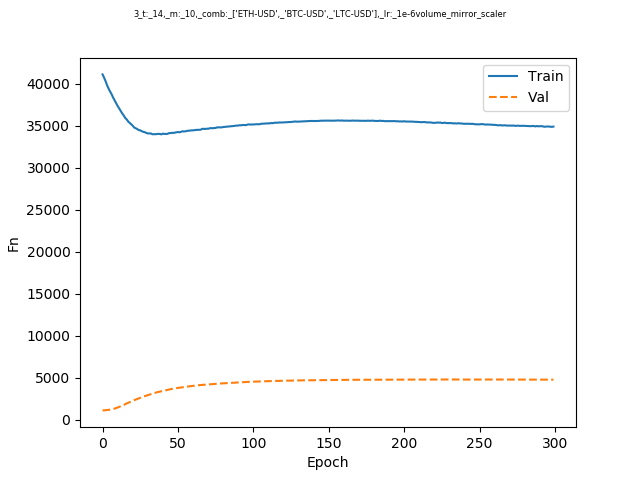 3_t:_14,_m:_10,_comb:_['ETH-USD',_'BTC-USD',_'LTC-USD'],_lr:_1e-6volume_mirror_scaler
Train
Val
40000
35000
30000
25000
20000
15000
10000
5000
0
Fn
0 50 100 150 200 250 300
Epoch